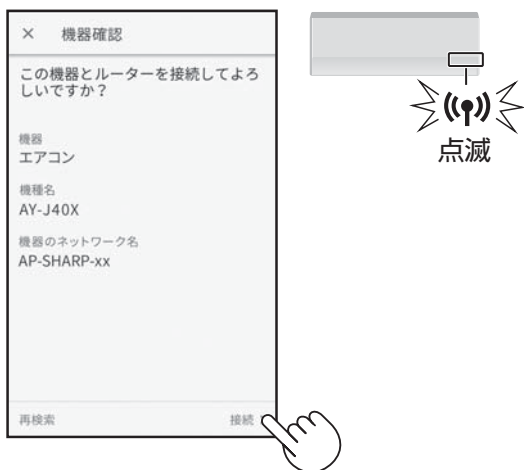 × 機器確認
この機器とルーターを接続してよろ
しいですか？
機器
エアコン
機種名
AY-J40X
機器のネットワーク名
AP-SHARP-xx
再検索 接続
点滅